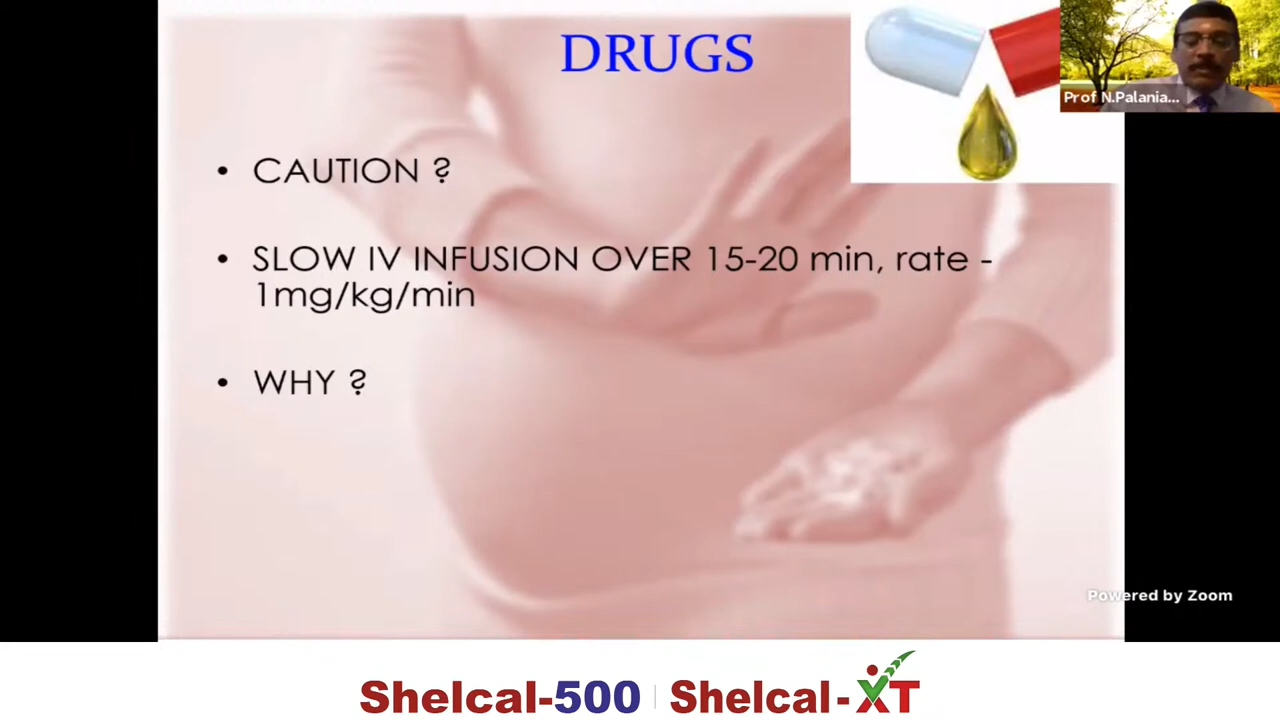 DRUGS
Prof N.Palania...
• CAUTION ?
• SLOW IV INFUSION OVER 15-20 min, rate -
1mg/kg/min
• WHY ?
Powered by Zoom
Shelcal-500 | Shelcal-XT